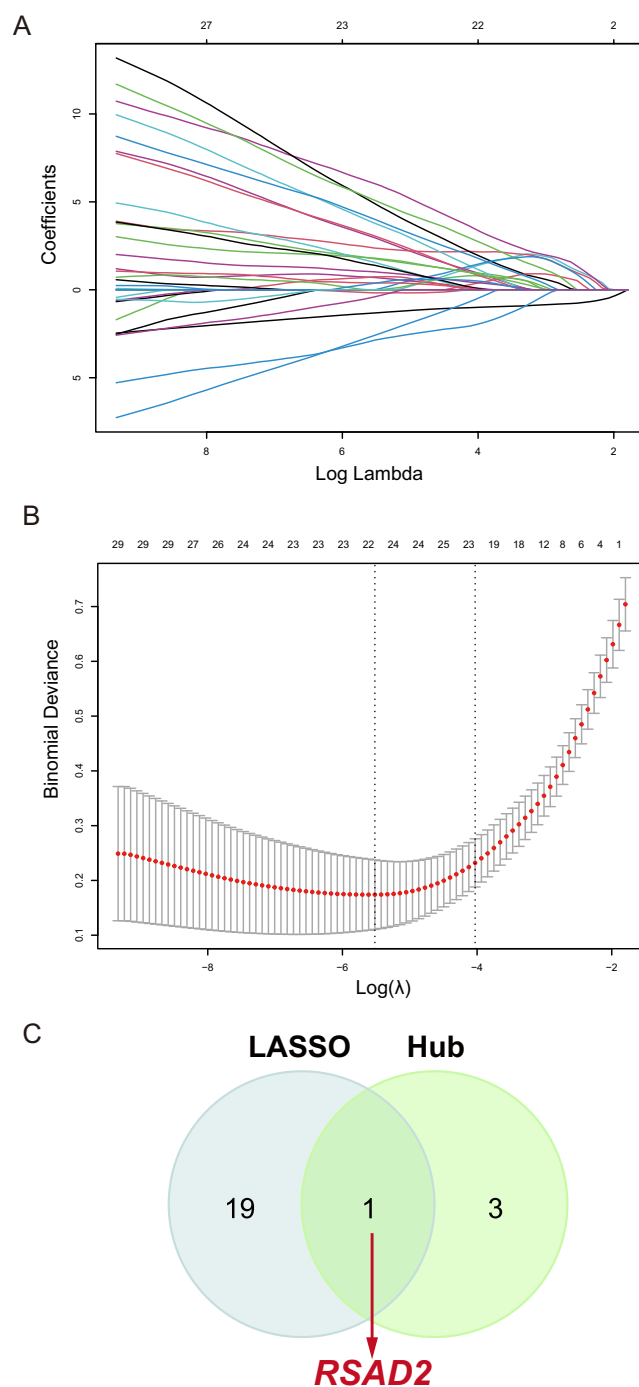 A
27 23 22 2
10
5
0
5
Coefficients
8 6 4 2
Log Lambda
B
29 29 29 27 26 24 24 23 23 23 22 24 24 25 23 19 18 12 8 6 4 1
0.7
0.6
0.5
0.4
0.3
0.2
0.1
Binomial Deviance
−8 −6 −4 −2
Log(λ)
C
LASSO Hub
19 1 3
RSAD2